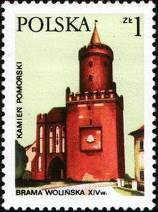 POLSKA ZŁ 1
KAMIEŃ POMORSKI
BRAMA WOLIŃSKA XIVw.